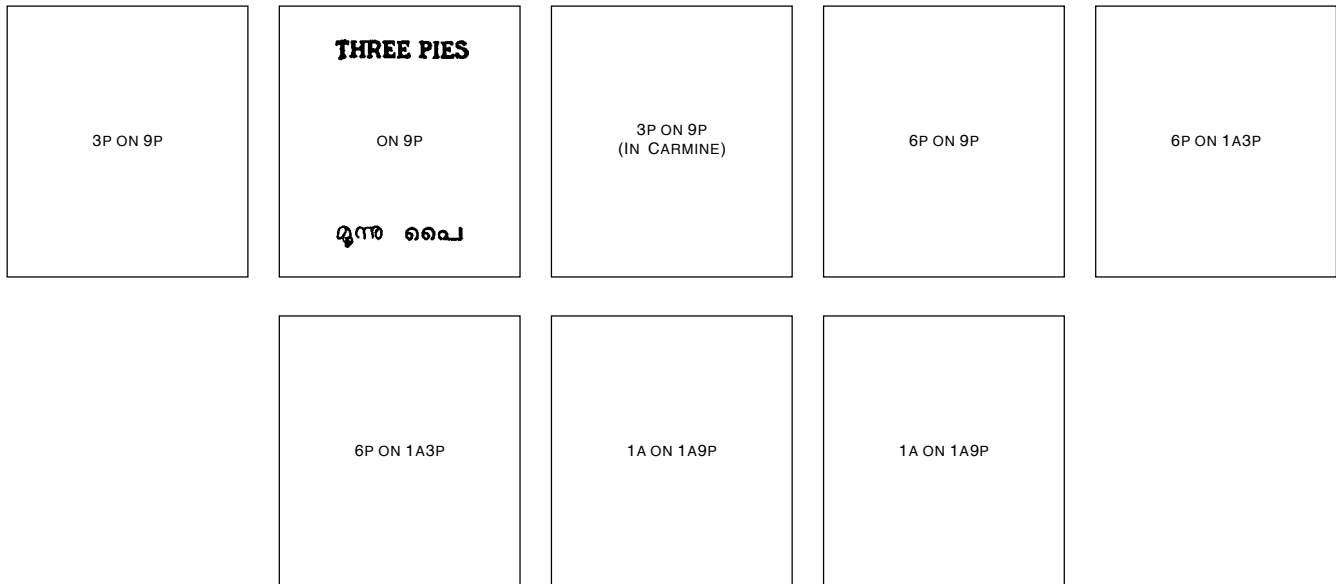 3P ON 9P
THREE PIES
ON 9P
മൂന്നു പൈ
3P ON 9P
(IN CARMINE)
6P ON 9P
6P ON 1A3P
6P ON 1A3P
1A ON 1A9P
1A ON 1A9P